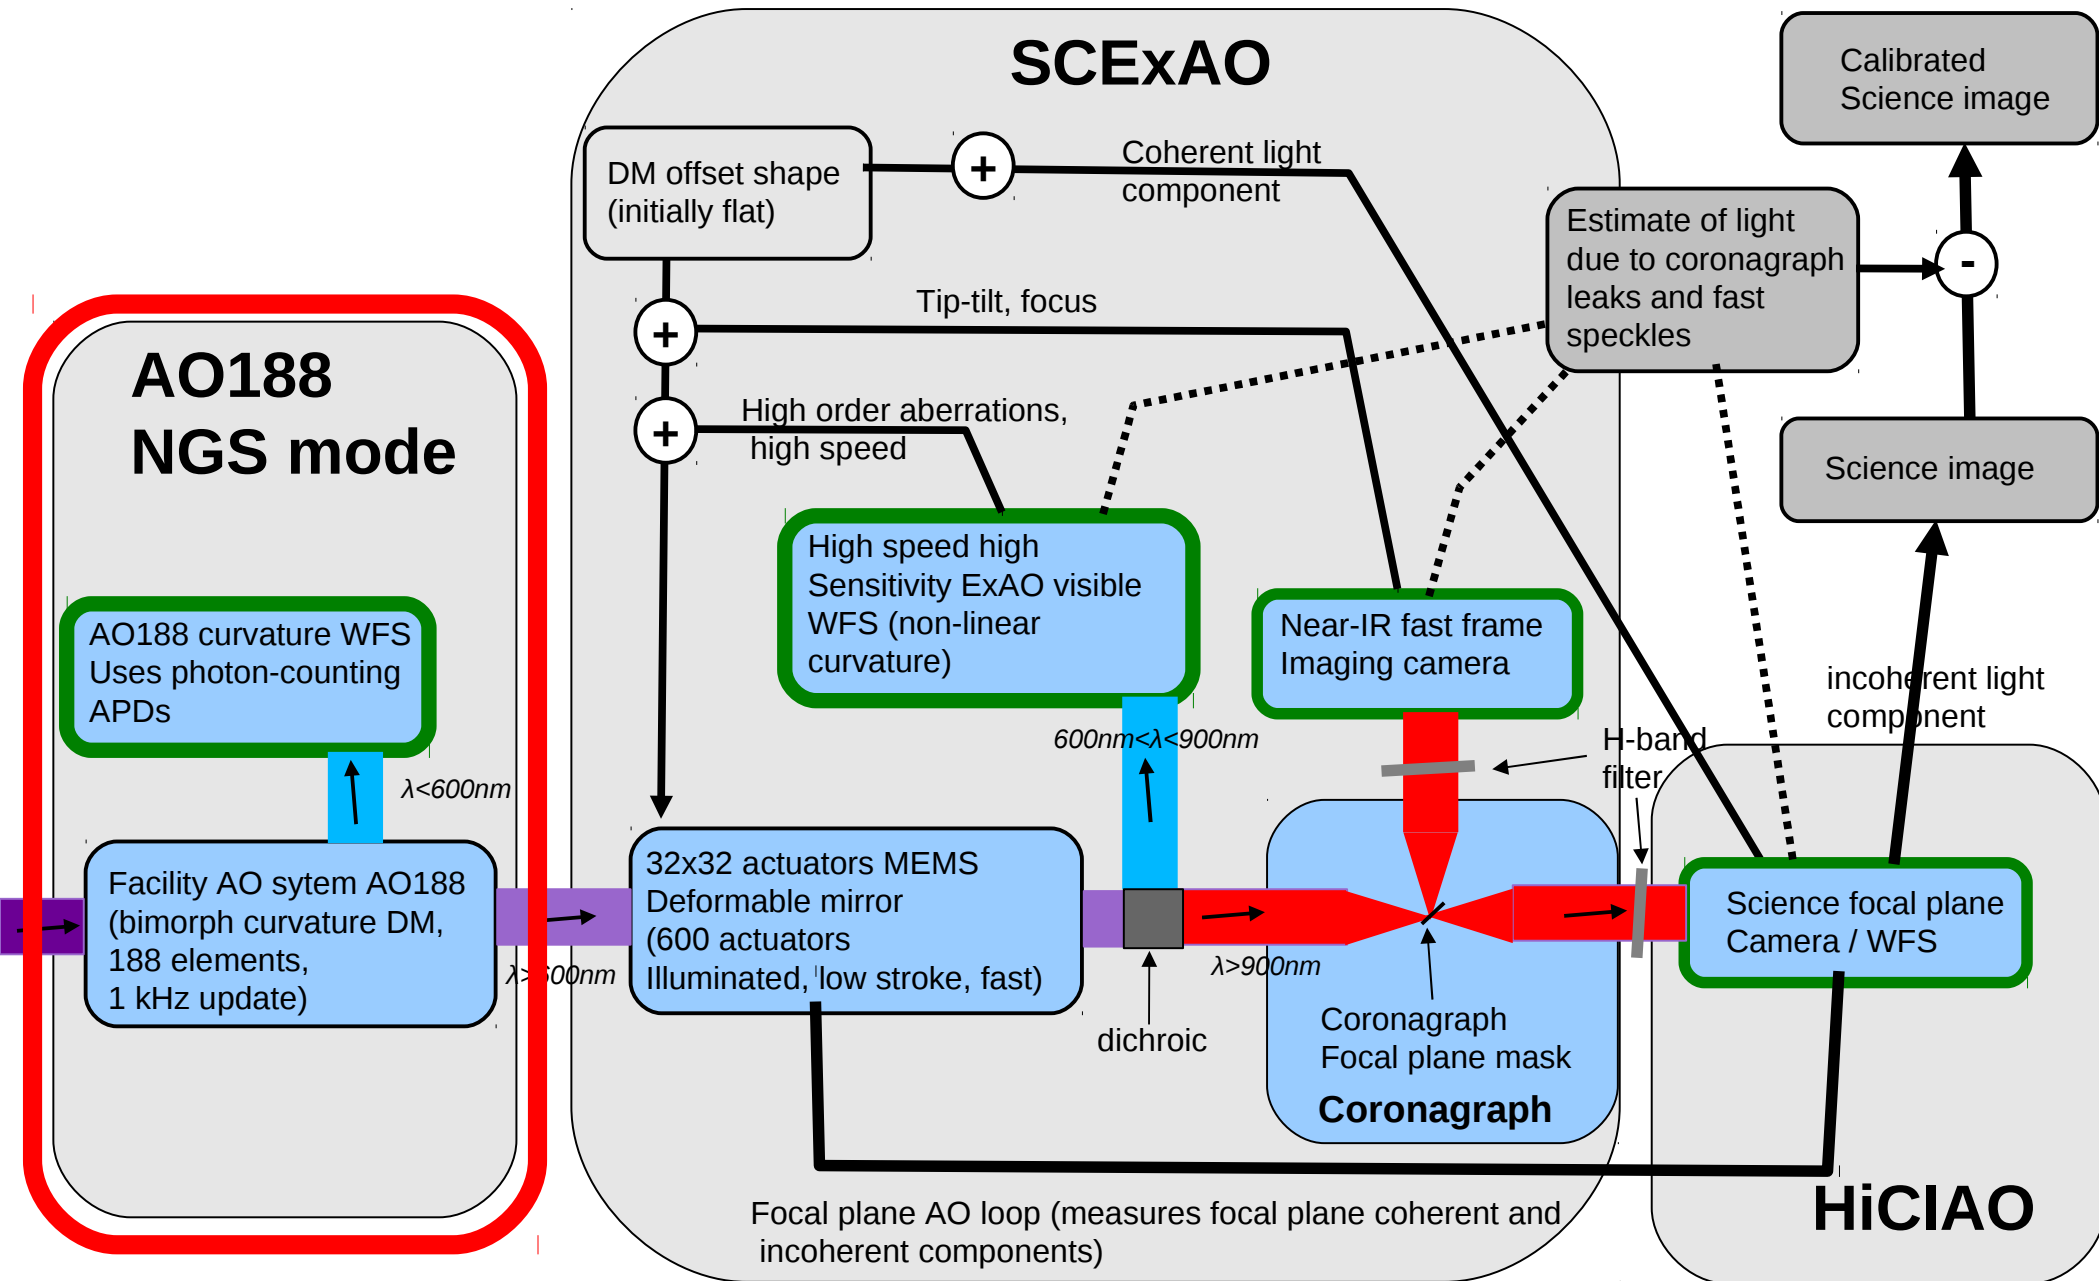 SCExAO
Calibrated
Science image
DM offset shape
(initially flat)
+
Coherent light
component
Estimate of light
due to coronagraph
leaks and fast
speckles
-
Tip-tilt, focus
+
AO188
NGS mode
High order aberrations,
high speed
+
Science image
High speed high
Sensitivity ExAO visible
WFS (non-linear
curvature)
AO188 curvature WFS
Uses photon-counting
APDs
Near-IR fast frame
Imaging camera
incoherent light
component
600nm<λ<900nm
H-band
filter
λ<600nm
Facility AO sytem AO188
(bimorph curvature DM,
188 elements,
1 kHz update)
λ>600nm
32x32 actuators MEMS
Deformable mirror
(600 actuators
Illuminated, low stroke, fast)
λ>900nm
dichroic
Science focal plane
Camera / WFS
Coronagraph
Focal plane mask
Coronagraph
HiCIAO
Focal plane AO loop (measures focal plane coherent and
incoherent components)